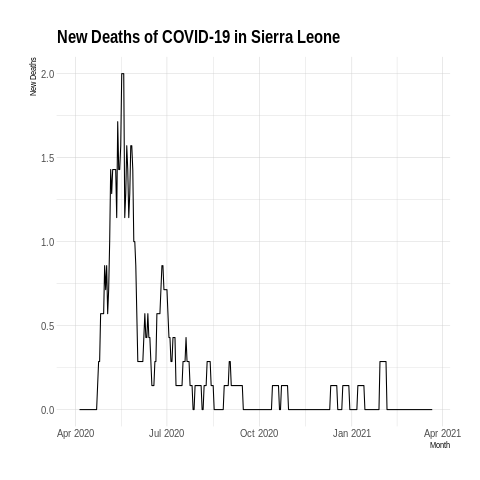 New Deaths of COVID-19 in Sierra Leone
New Deaths
2.0
1.5
1.0
0.5
0.0
Apr 2020 Jul 2020 Oct 2020 Jan 2021 Apr 2021
Month